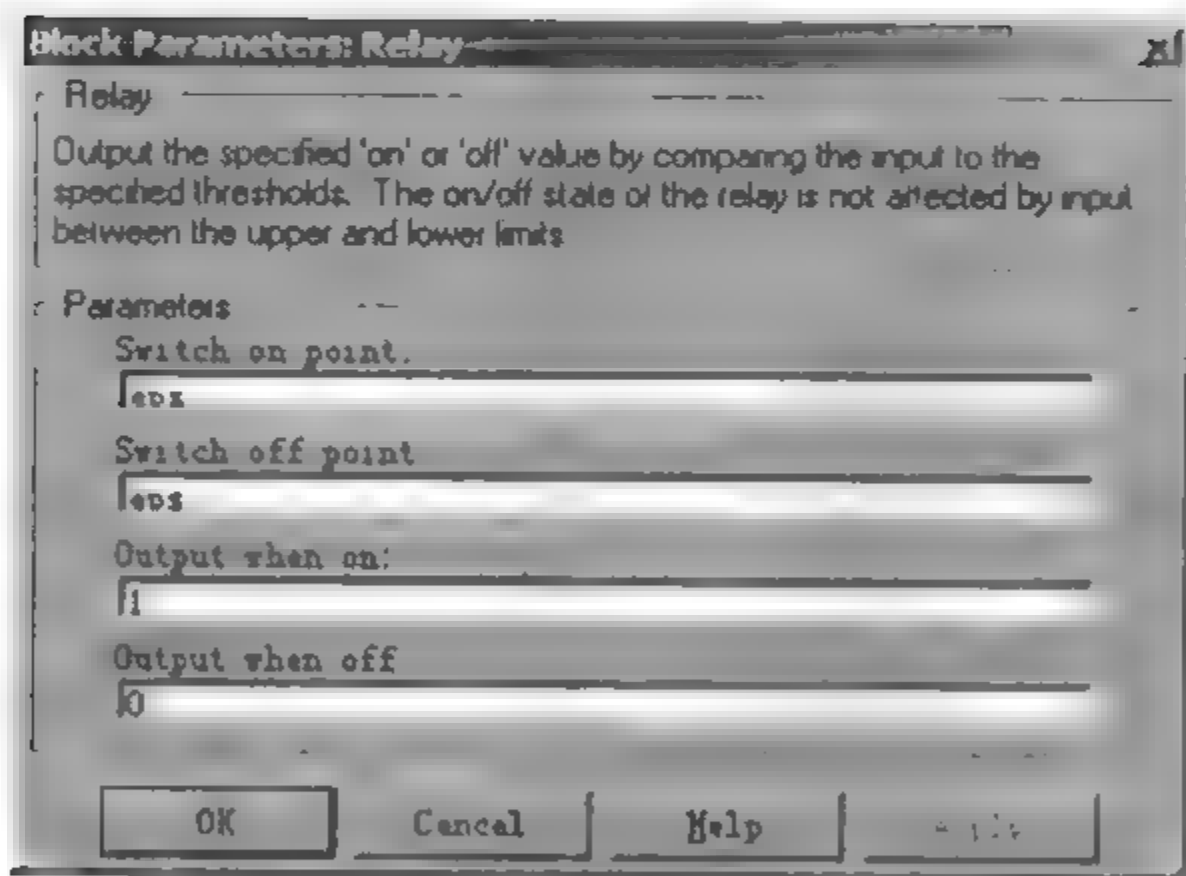 Block Parameters: Relay
Relay
Output the specified 'on' or 'off' value by comparing the input to the
specified thresholds. The on/off state of the relay is not affected by input
between the upper and lower limits
Parameters
Switch on point:
eps
Switch off point
eps
Output when on:
1
Output when off
0
OK
Cancel
Help